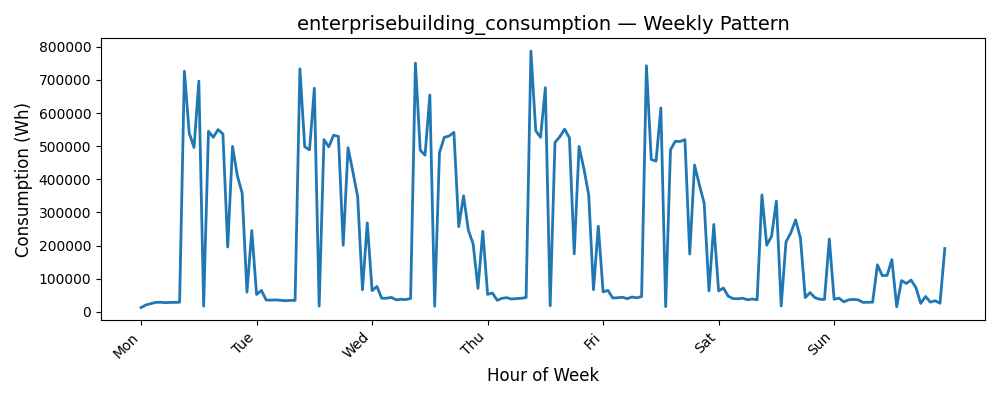 enterprisebuilding_consumption — Weekly Pattern
Consumption (Wh)
800000
700000
600000
500000
400000
300000
200000
100000
0
Mon
Tue
Wed
Thu
Fri
Sat
Sun
Hour of Week